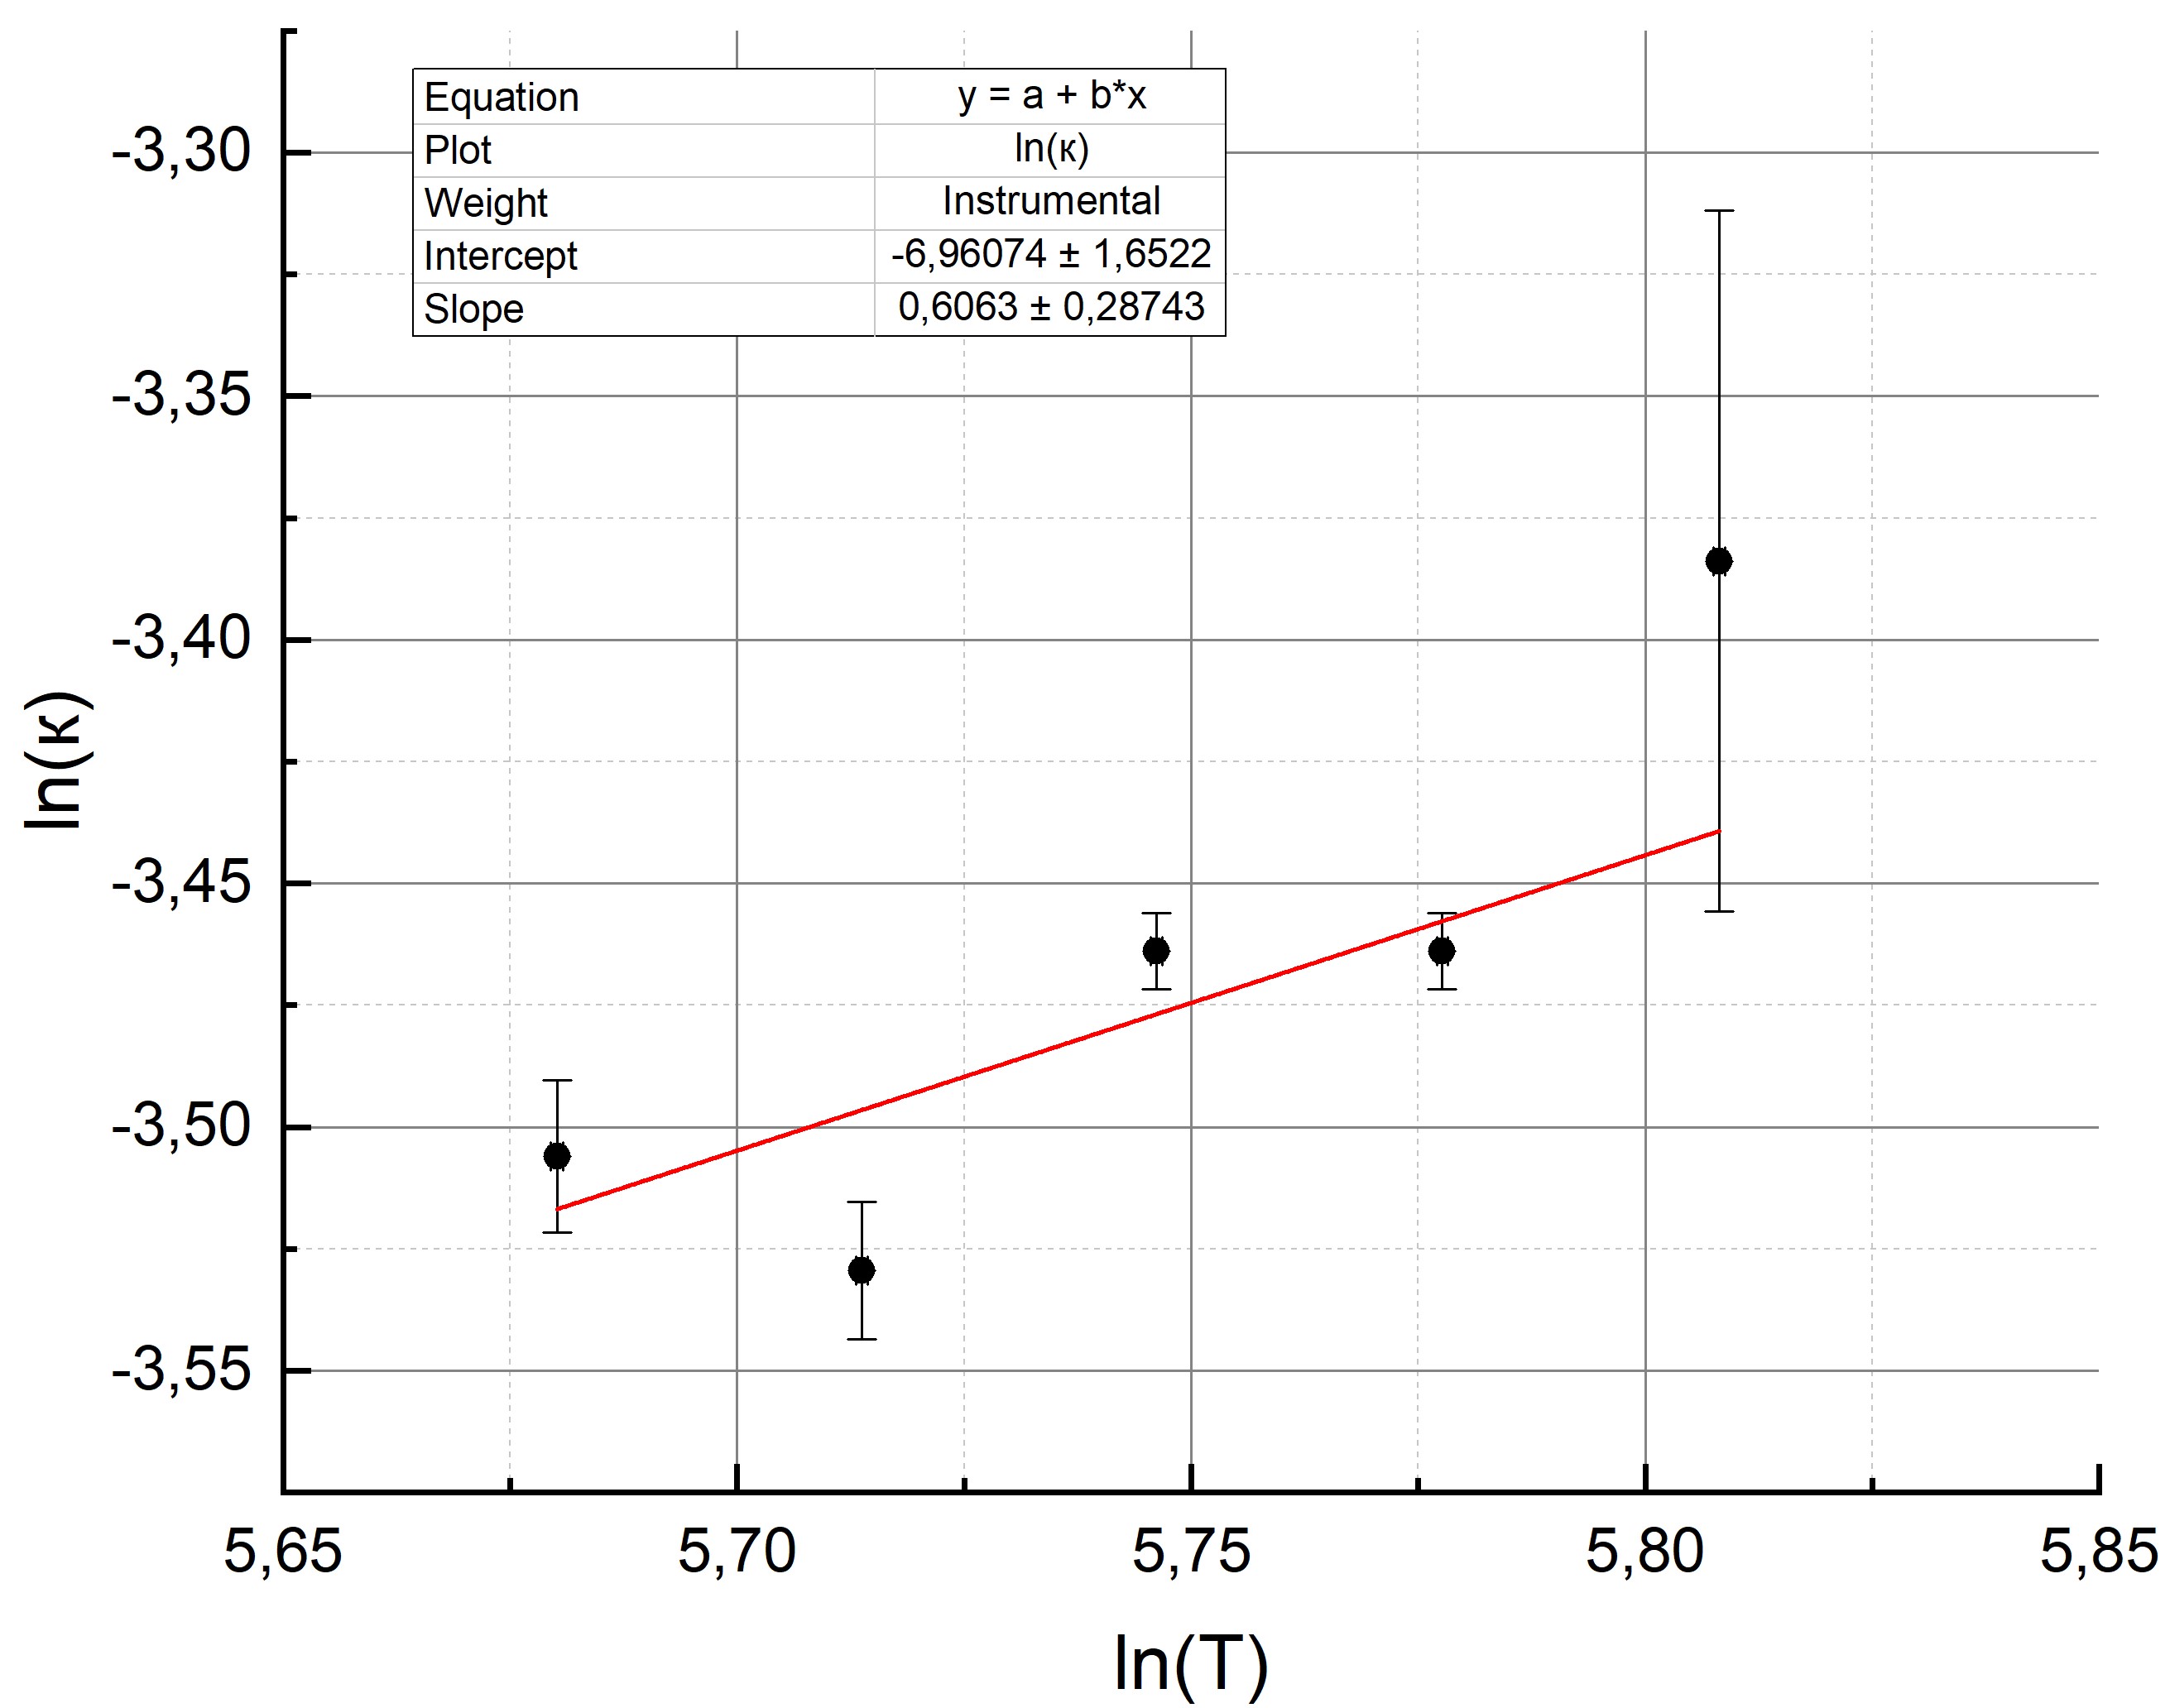 Equation y = a + b*x
Plot ln(κ)
Weight Instrumental
Intercept -6,96074 ± 1,6522
Slope 0,6063 ± 0,28743
-3,30
-3,35
-3,40
-3,45
-3,50
-3,55
ln(κ)
5,65 5,70 5,75 5,80 5,85
ln(T)